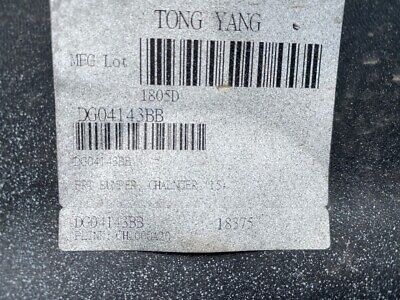 TONG YANG
MFG Lot
1805D
DG04143BB
DG04143BB
FRT BUMPER, CHALNGER, 15-
DG04143BB 18375